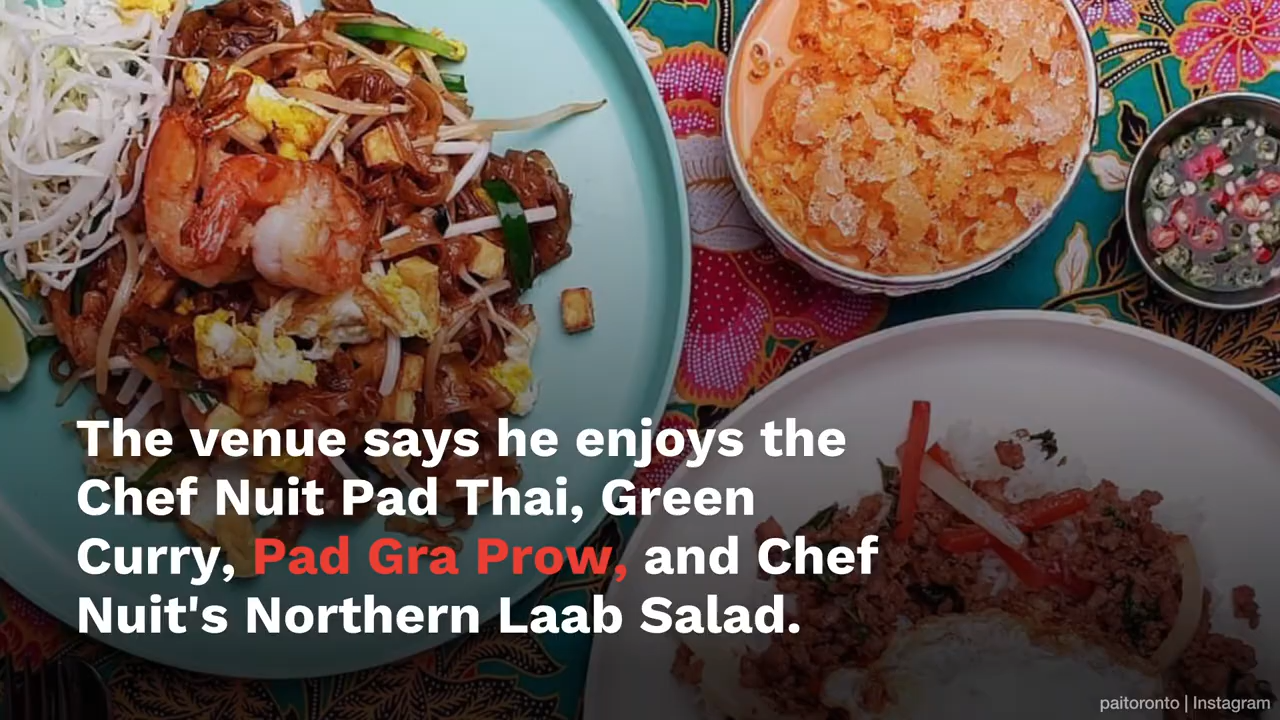 The venue says he enjoys the
Chef Nuit Pad Thai, Green
Curry, Pad Gra Prow, and Chef
Nuit's Northern Laab Salad.
paitoronto | Instagram